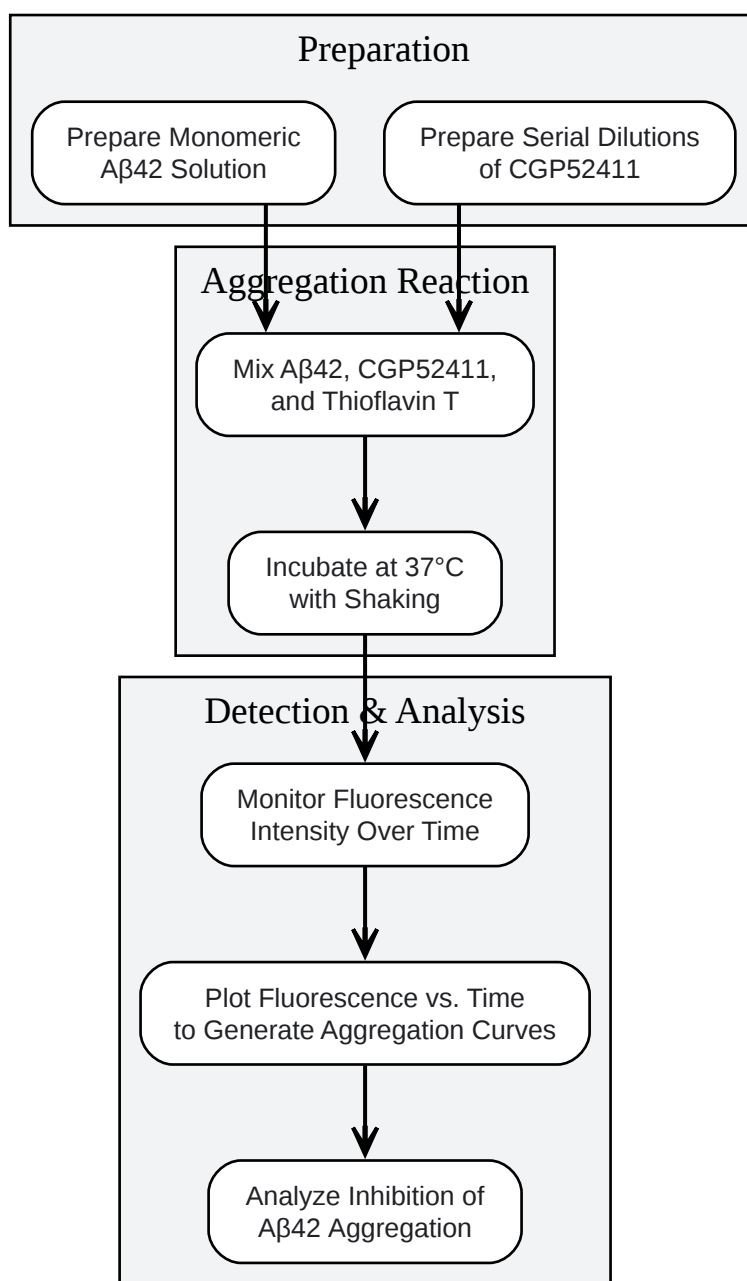 Preparation
Prepare Monomeric
Aβ42 Solution
Prepare Serial Dilutions
of CGP52411
Aggregation Reaction
Mix Aβ42, CGP52411,
and Thioflavin T
Incubate at 37°C
with Shaking
Detection & Analysis
Monitor Fluorescence
Intensity Over Time
Plot Fluorescence vs. Time
to Generate Aggregation Curves
Analyze Inhibition of
Aβ42 Aggregation